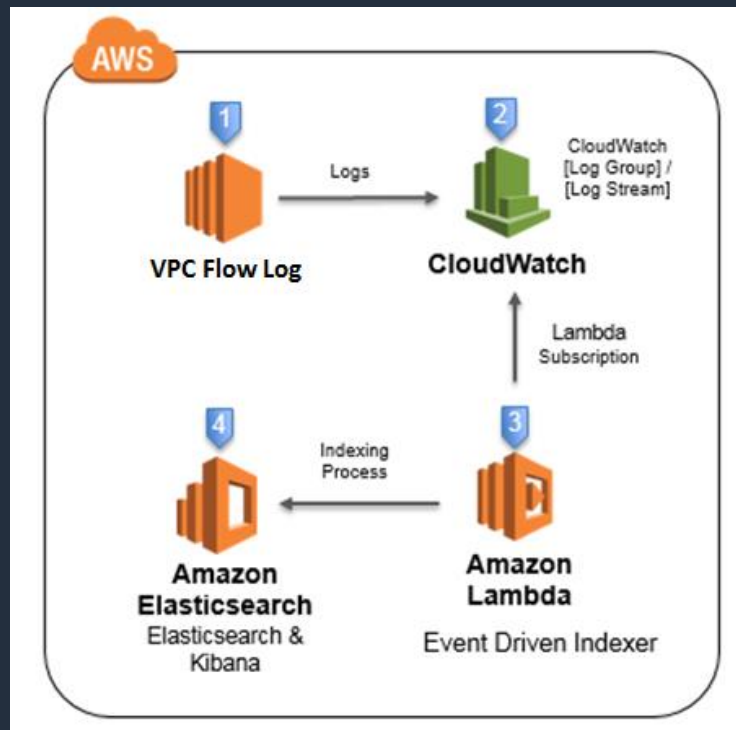 AWS
1
VPC Flow Log
Logs
2
CloudWatch
[Log Group] /
[Log Stream]
CloudWatch
Lambda
Subscription
3
Amazon
Lambda
Event Driven Indexer
Indexing
Process
4
Amazon
Elasticsearch
Elasticsearch &
Kibana